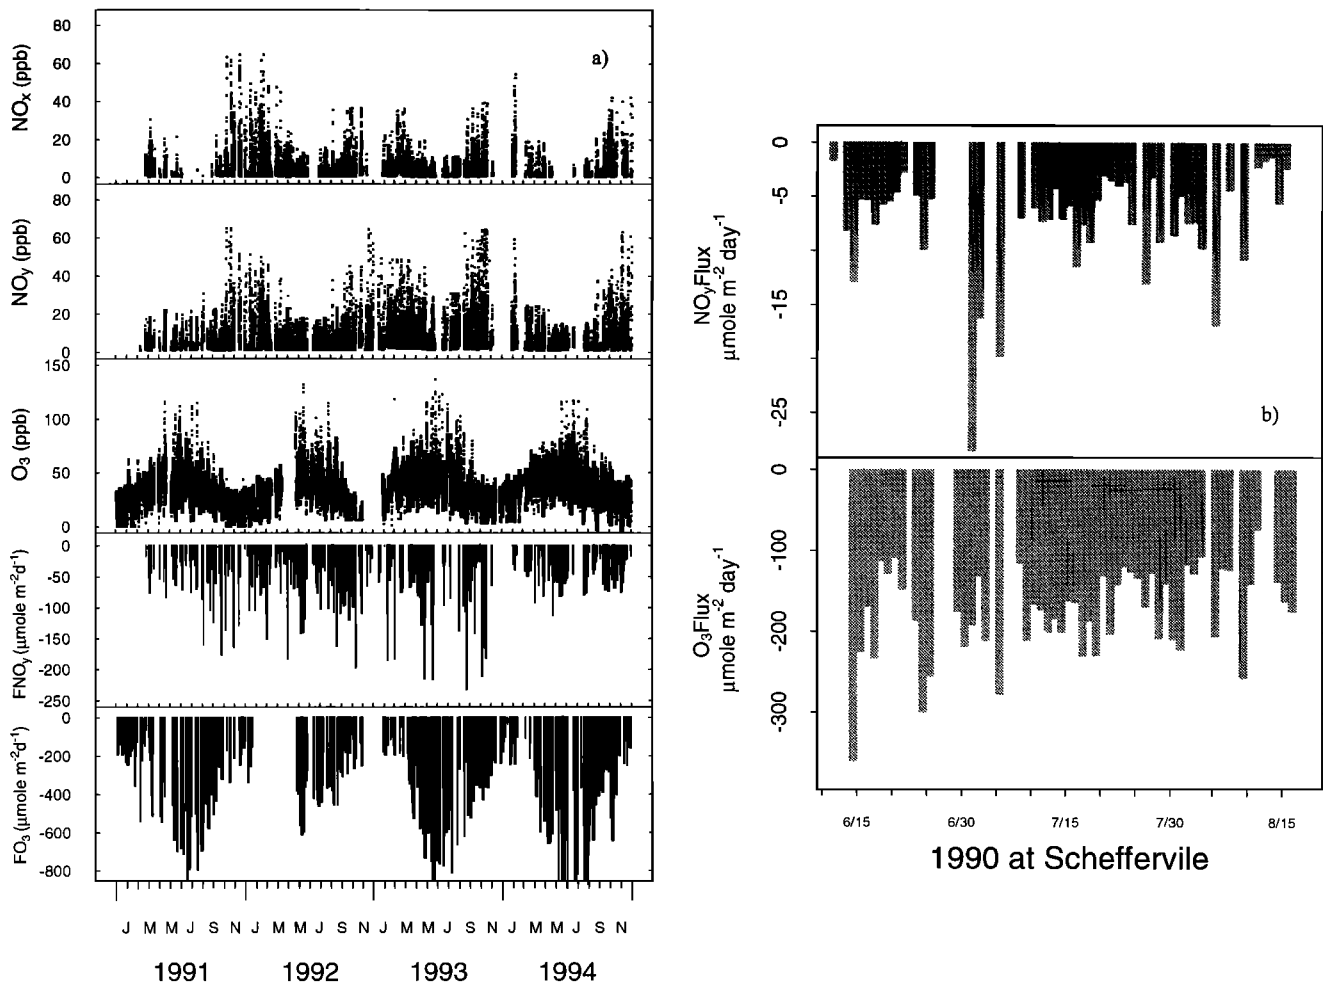 a)
NOx (ppb)
80
60
40
20
0
NOy (ppb)
80
60
40
20
0
O3 (ppb)
150
100
50
0
FNOy (µmole m-2d-1)
0
-50
-100
-150
-200
-250
FO3 (µmole m-2d-1)
0
-200
-400
-600
-800
J M M J S N J M M J S N J M M J S N J M M J S N
1991 1992 1993 1994
b)
NOyFlux
µmole m-2 day-1
0
-5
-15
-25
O3Flux
µmole m-2 day-1
0
-100
-200
-300
6/15 6/30 7/15 7/30 8/15
1990 at Scheffervile